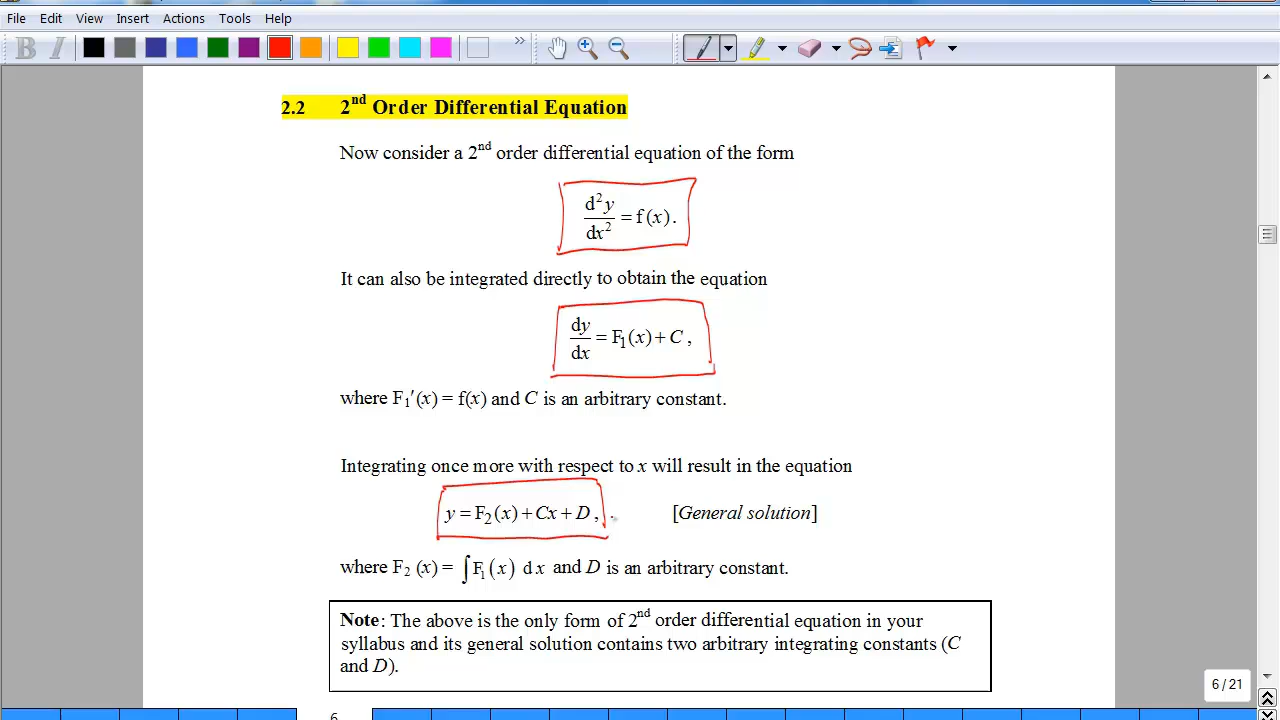 File Edit View Insert Actions Tools Help
B I
2.2 2nd Order Differential Equation
Now consider a 2nd order differential equation of the form
d²y/dx² = f(x).
It can also be integrated directly to obtain the equation
dy/dx = F₁(x) + C ,
where F₁′(x) = f(x) and C is an arbitrary constant.
Integrating once more with respect to x will result in the equation
y = F₂(x) + Cx + D , . [General solution]
where F₂ (x) = ∫F₁(x) dx and D is an arbitrary constant.
Note: The above is the only form of 2nd order differential equation in your
syllabus and its general solution contains two arbitrary integrating constants (C
and D).
6/21
6